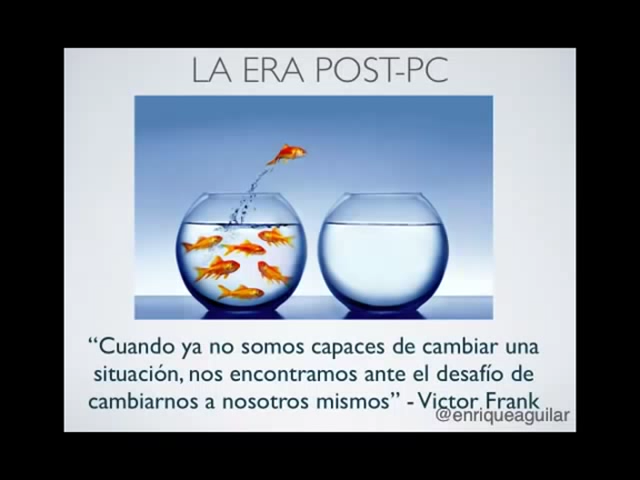 LA ERA POST-PC
“Cuando ya no somos capaces de cambiar una
situación, nos encontramos ante el desafío de
cambiarnos a nosotros mismos” - Victor Frank
@enriqueaguilar